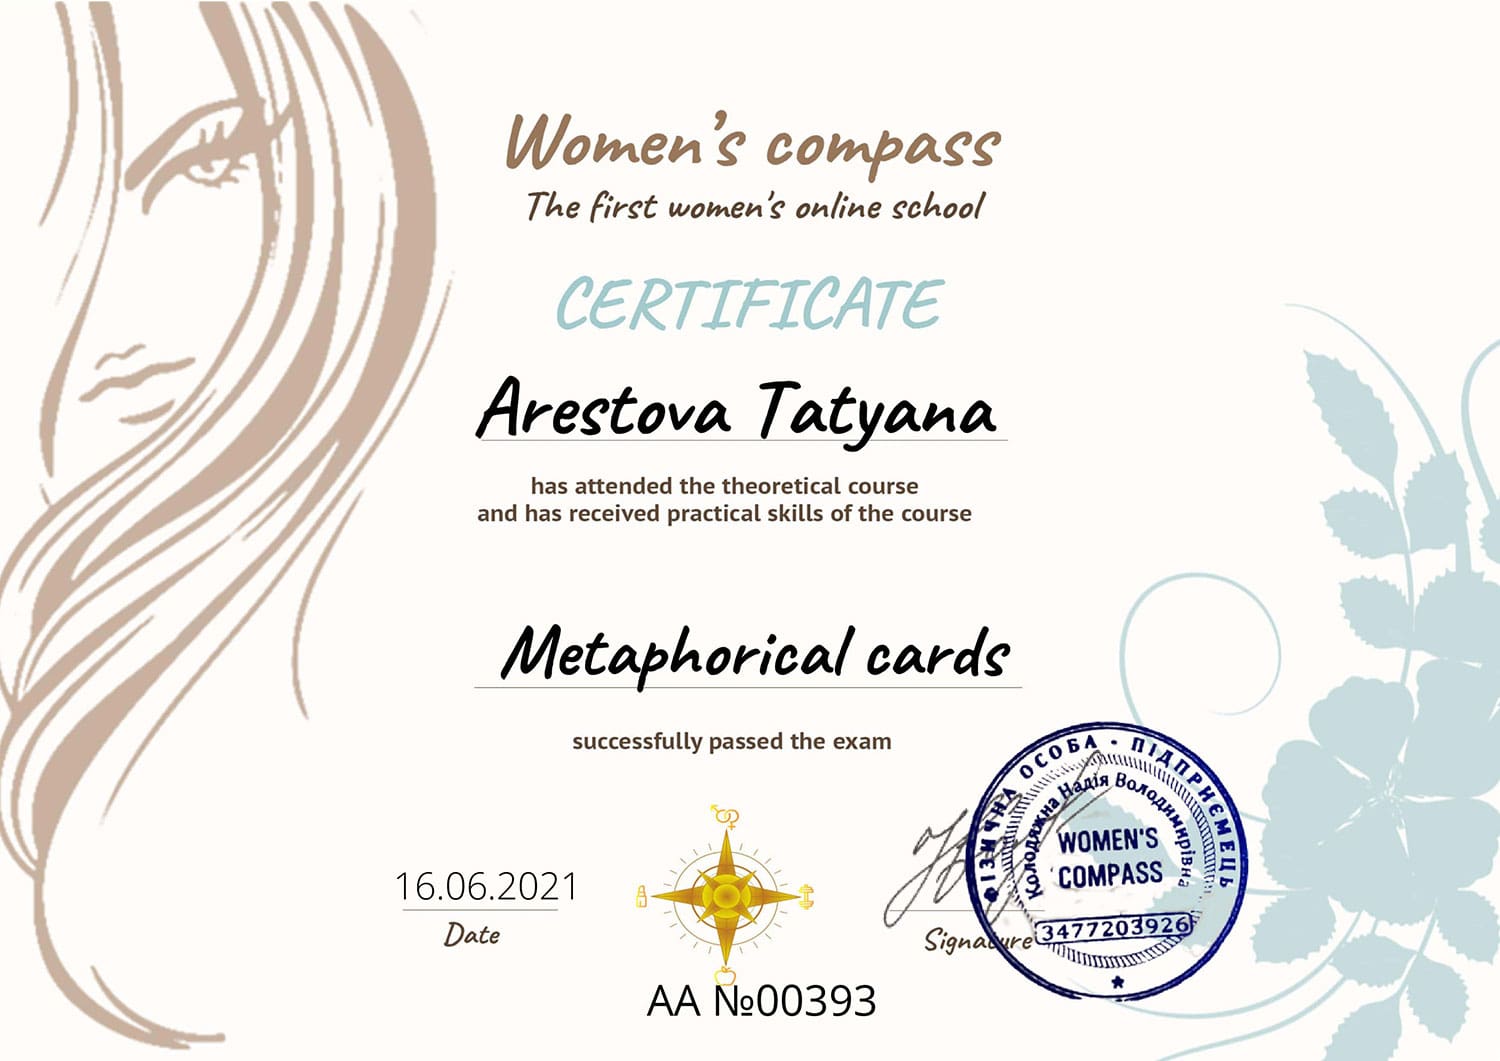 Women's compass
The first women's online school
CERTIFICATE
Arestova Tatyana
has attended the theoretical course
and has received practical skills of the course
Metaphorical cards
successfully passed the exam
16.06.2021
Date
Signature
ФІЗИЧНА ОСОБА • ПІДПРИЄМЕЦЬ
Колодяжна Надія Володимирівна
WOMEN'S
COMPASS
3477203926
АА №00393